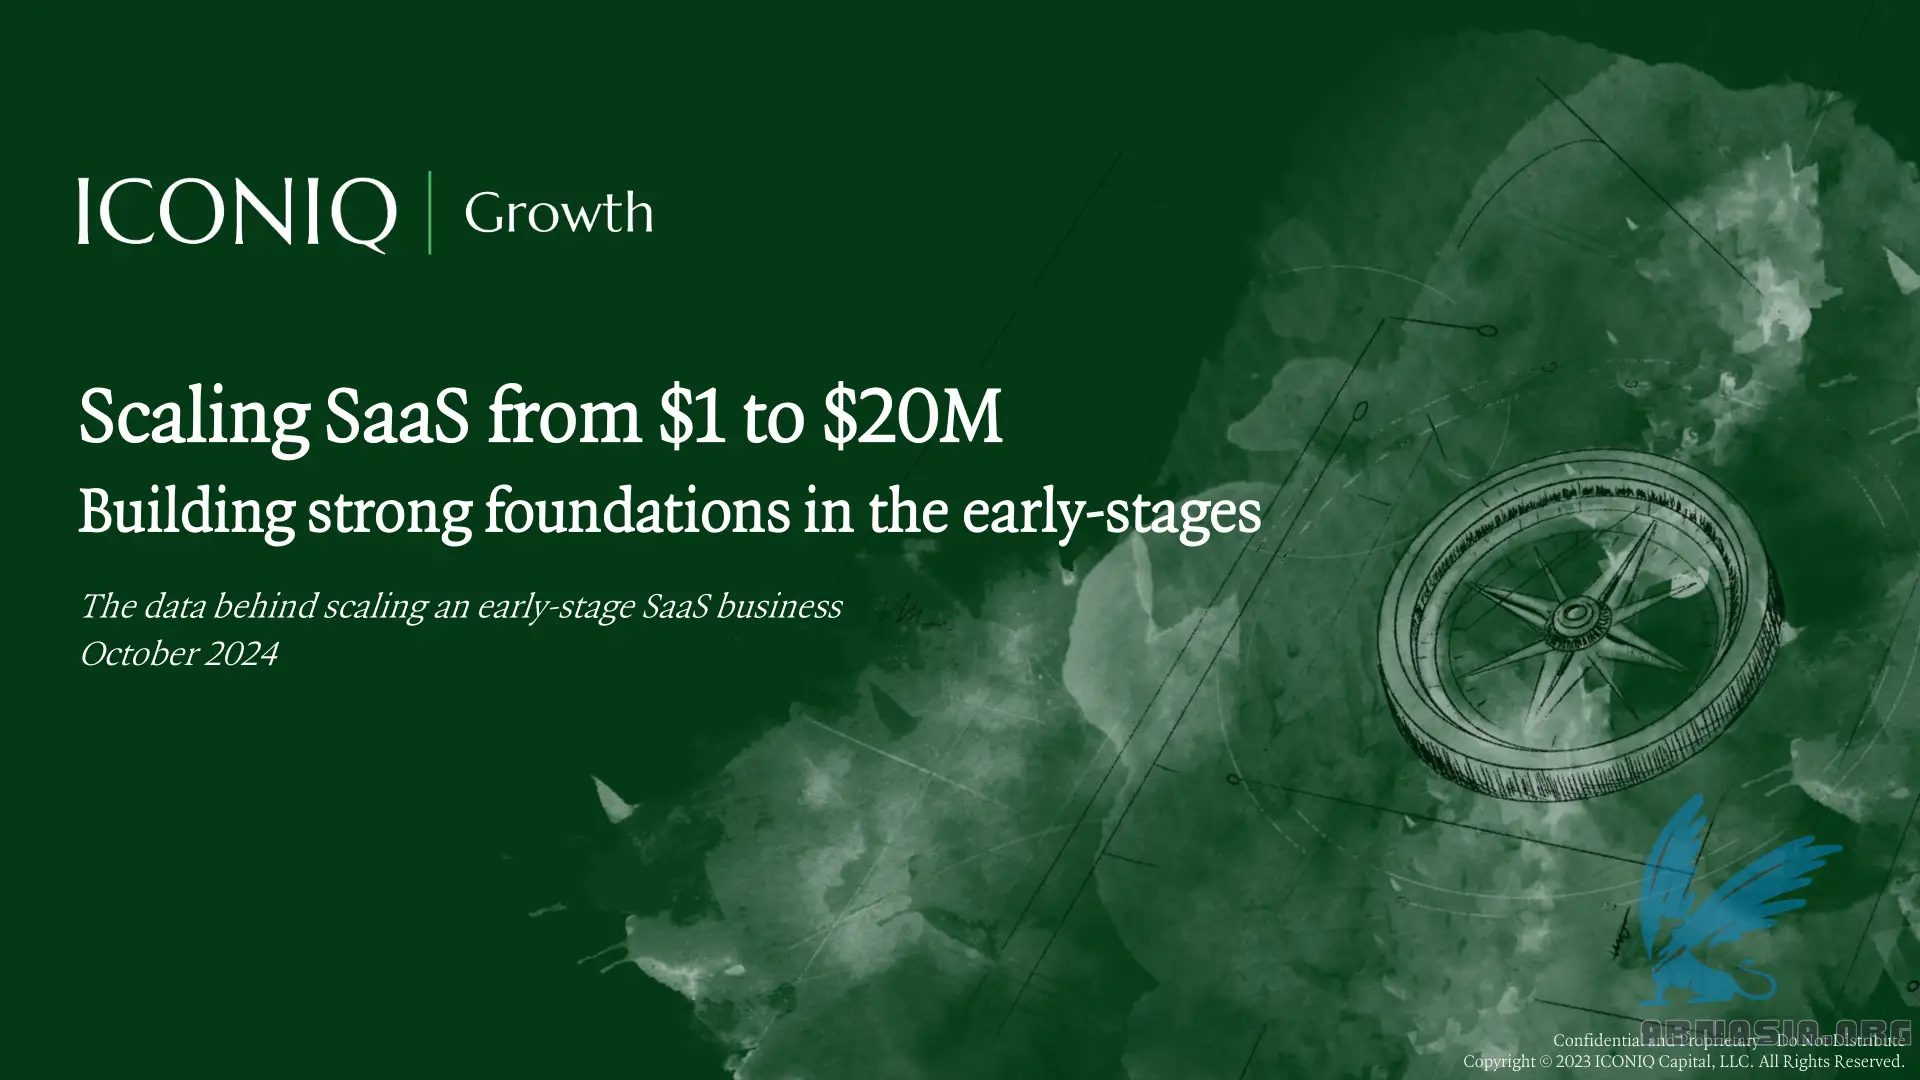 ICONIQ | Growth
Scaling SaaS from $1 to $20M
Building strong foundations in the early-stages
The data behind scaling an early-stage SaaS business
October 2024
ARMIASIA.ORG
Confidential and Proprietary – Do Not Distribute
Copyright © 2023 ICONIQ Capital, LLC. All Rights Reserved.